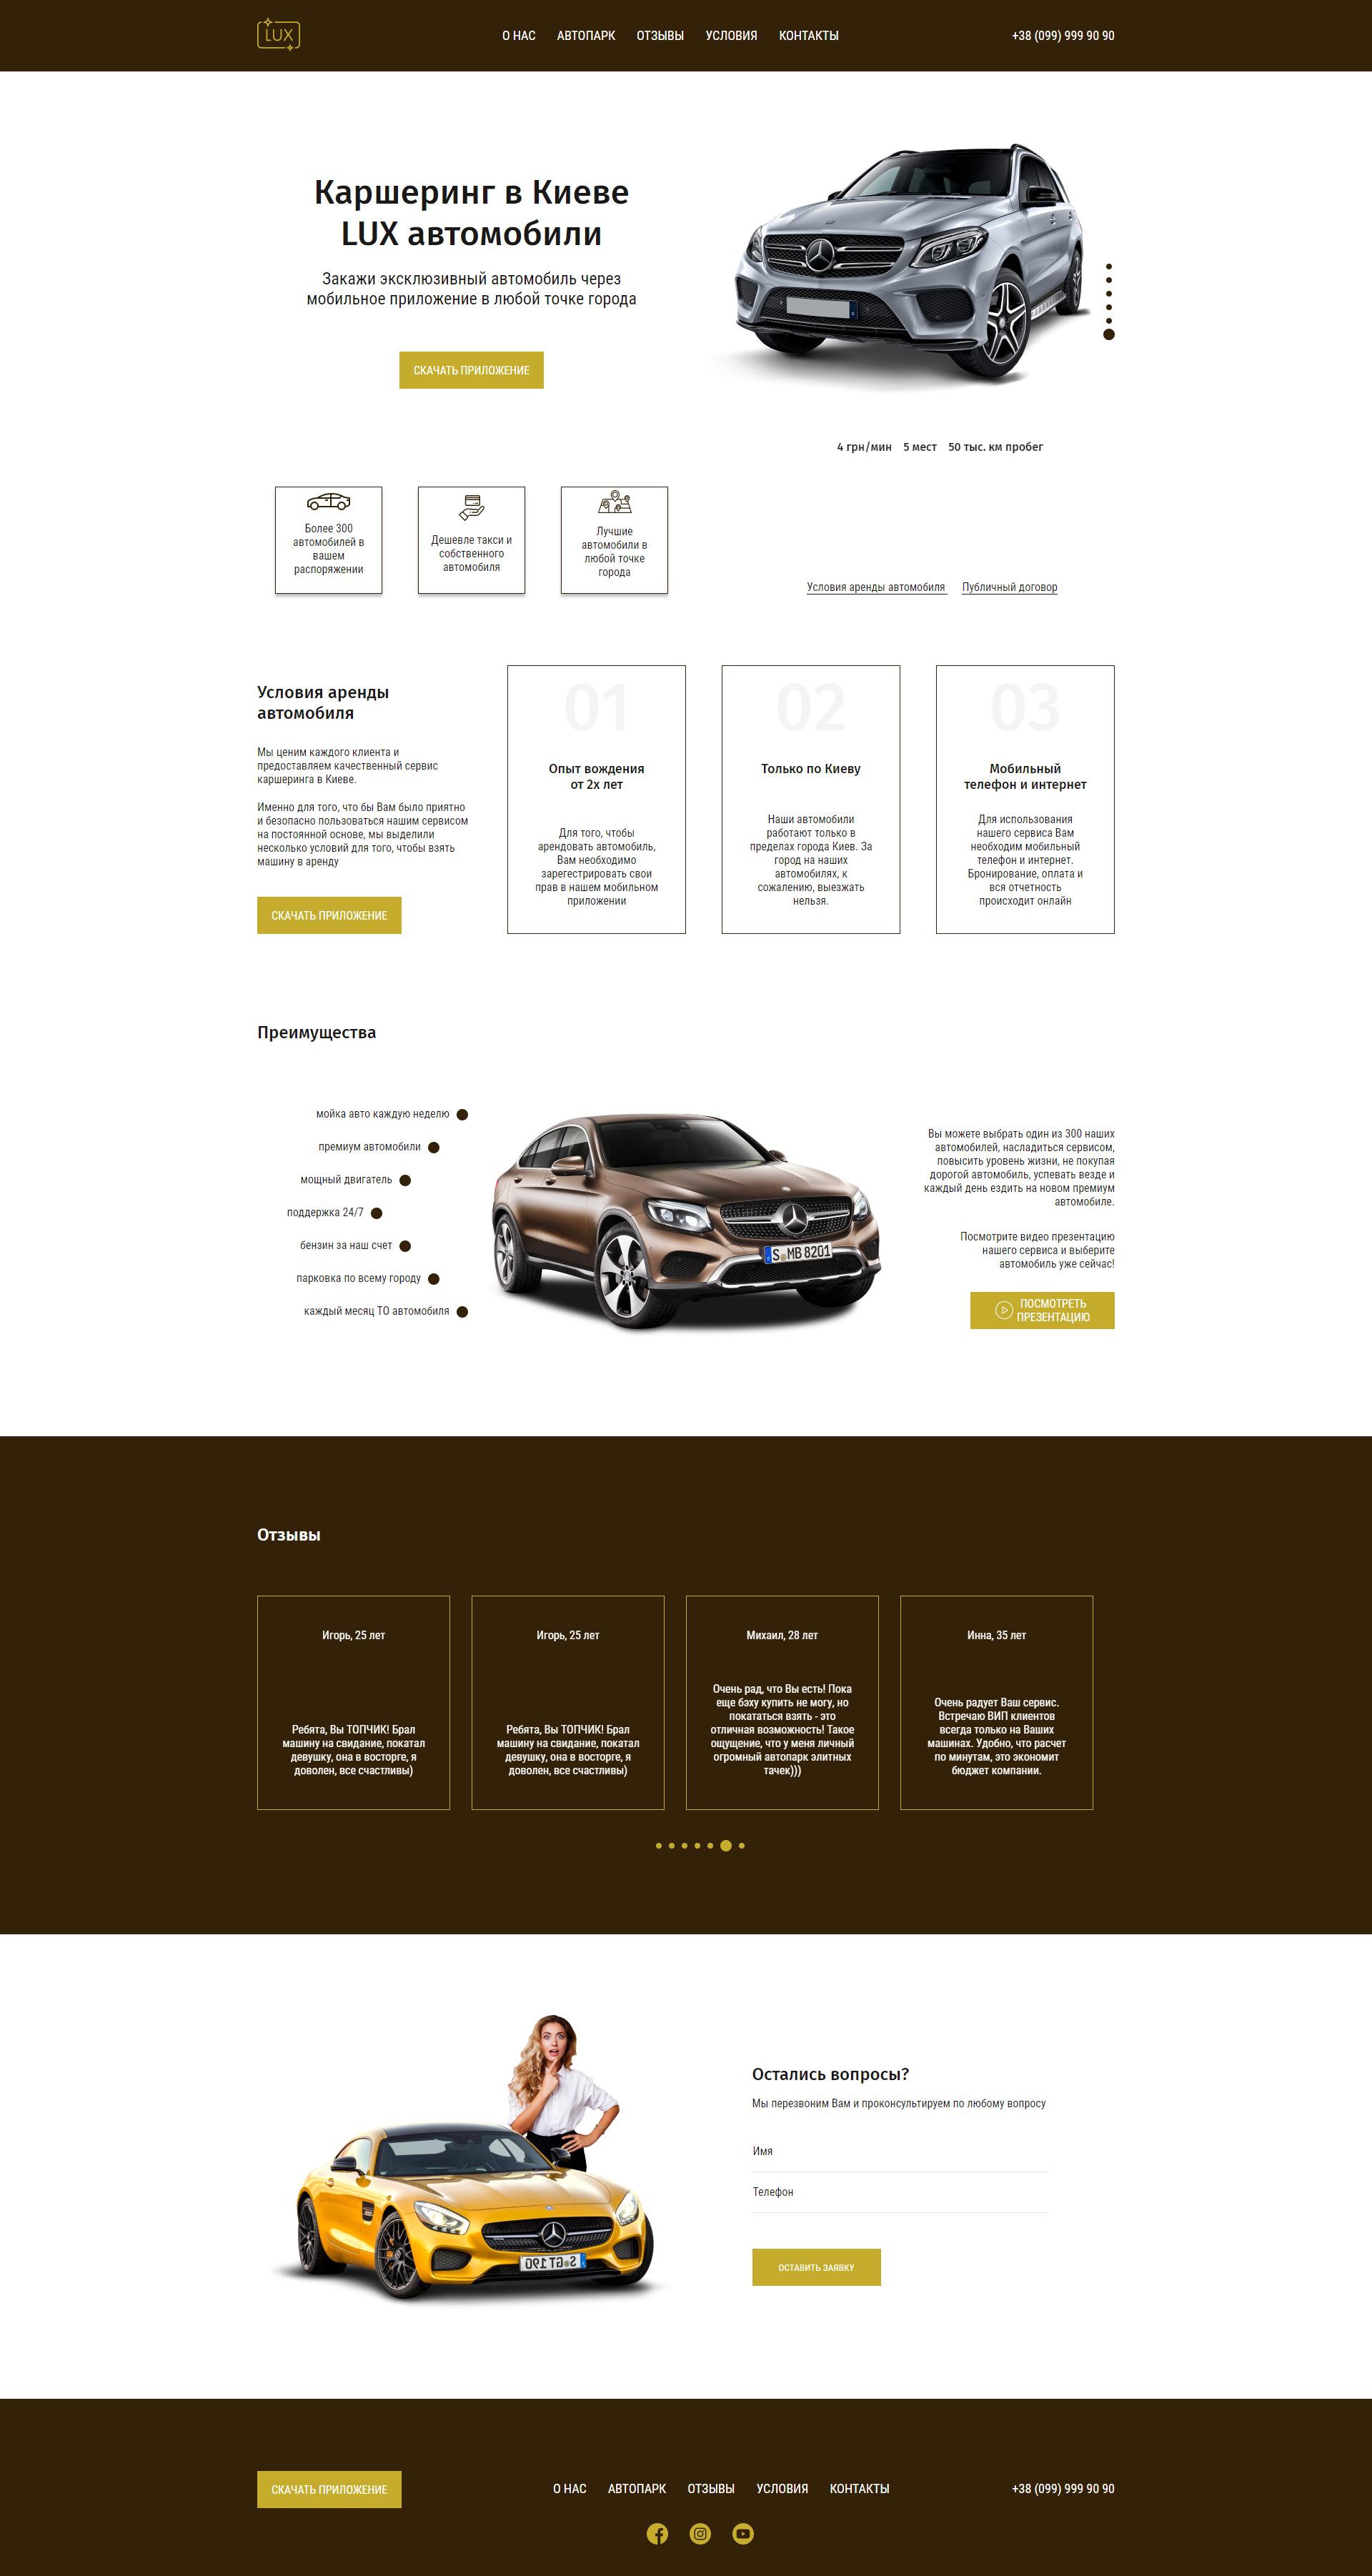 LUX
О НАС АВТОПАРК ОТЗЫВЫ УСЛОВИЯ КОНТАКТЫ
+38 (099) 999 90 90
Каршеринг в Киеве
LUX автомобили
Закажи эксклюзивный автомобиль через
мобильное приложение в любой точке города
СКАЧАТЬ ПРИЛОЖЕНИЕ
4 грн/мин 5 мест 50 тыс. км пробег
Более 300
автомобилей в
вашем
распоряжении
Дешевле такси и
собственного
автомобиля
Лучшие
автомобили в
любой точке
города
Условия аренды автомобиля Публичный договор
Условия аренды
автомобиля
Мы ценим каждого клиента и
предоставляем качественный сервис
каршеринга в Киеве.
Именно для того, что бы Вам было приятно
и безопасно пользоваться нашим сервисом
на постоянной основе, мы выделили
несколько условий для того, чтобы взять
машину в аренду
СКАЧАТЬ ПРИЛОЖЕНИЕ
01
Опыт вождения
от 2х лет
Для того, чтобы
арендовать автомобиль,
Вам необходимо
зарегестрировать свои
прав в нашем мобильном
приложении
02
Только по Киеву
Наши автомобили
работают только в
пределах города Киев. За
город на наших
автомобилях, к
сожалению, выезжать
нельзя.
03
Мобильный
телефон и интернет
Для использования
нашего сервиса Вам
необходим мобильный
телефон и интернет.
Бронирование, оплата и
вся отчетность
происходит онлайн
Преимущества
мойка авто каждую неделю
премиум автомобили
мощный двигатель
поддержка 24/7
бензин за наш счет
парковка по всему городу
каждый месяц ТО автомобиля
S MB 8201
Вы можете выбрать один из 300 наших
автомобилей, насладиться сервисом,
повысить уровень жизни, не покупая
дорогой автомобиль, успевать везде и
каждый день ездить на новом премиум
автомобиле.
Посмотрите видео презентацию
нашего сервиса и выберите
автомобиль уже сейчас!
ПОСМОТРЕТЬ
ПРЕЗЕНТАЦИЮ
Отзывы
Игорь, 25 лет
Ребята, Вы ТОПЧИК! Брал
машину на свидание, покатал
девушку, она в восторге, я
доволен, все счастливы)
Игорь, 25 лет
Ребята, Вы ТОПЧИК! Брал
машину на свидание, покатал
девушку, она в восторге, я
доволен, все счастливы)
Михаил, 28 лет
Очень рад, что Вы есть! Пока
еще бэху купить не могу, но
покататься взять - это
отличная возможность! Такое
ощущение, что у меня личный
огромный автопарк элитных
тачек)))
Инна, 35 лет
Очень радует Ваш сервис.
Встречаю ВИП клиентов
всегда только на Ваших
машинах. Удобно, что расчет
по минутам, это экономит
бюджет компании.
S GT 190
Остались вопросы?
Мы перезвоним Вам и проконсультируем по любому вопросу
Имя
Телефон
ОСТАВИТЬ ЗАЯВКУ
СКАЧАТЬ ПРИЛОЖЕНИЕ
О НАС АВТОПАРК ОТЗЫВЫ УСЛОВИЯ КОНТАКТЫ
+38 (099) 999 90 90